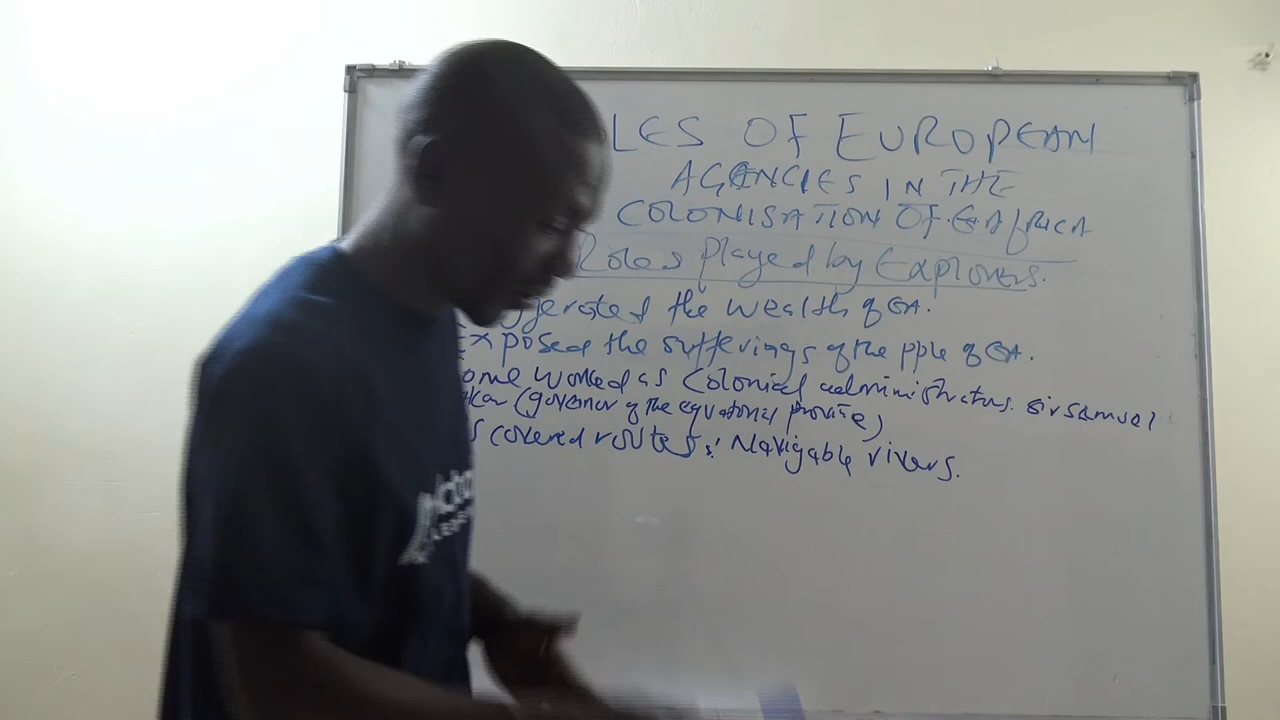 LES OF EUROPEAN
AGENCIES IN THE
COLONISATION OF E.AfRICA
Roles played by Explorers.
ggerated the wealth of EA.
Exposed the sufferings of the pple of EA.
ome worked as Colonial administrators. Sir Samuel
ker (governor of the equatorial province)
s covered routes: Navigable rivers.